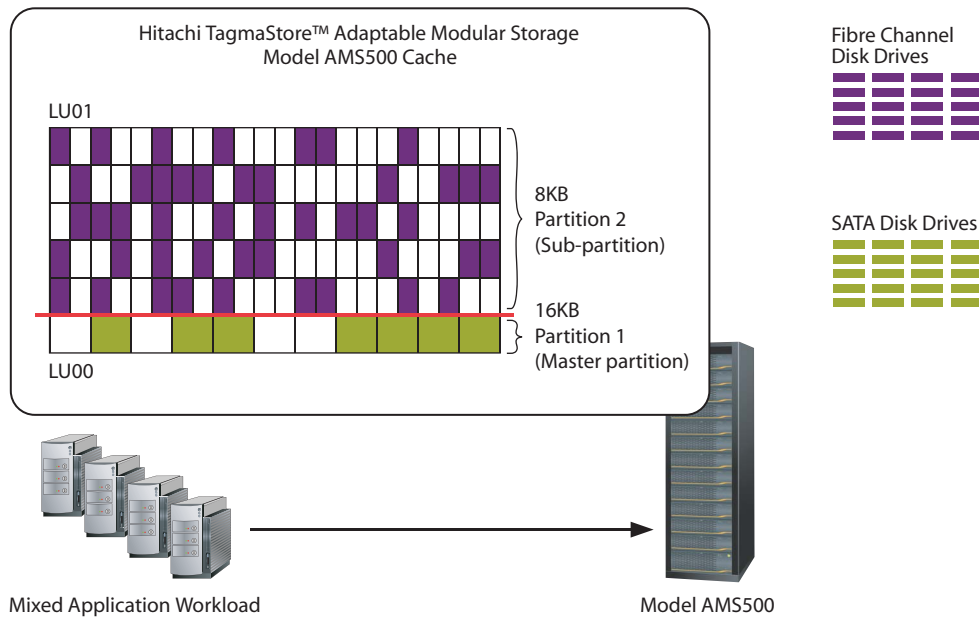 Hitachi TagmaStore™ Adaptable Modular Storage
Model AMS500 Cache
LU01
8KB
Partition 2
(Sub-partition)
16KB
Partition 1
(Master partition)
LU00
Fibre Channel
Disk Drives
SATA Disk Drives
Mixed Application Workload
Model AMS500